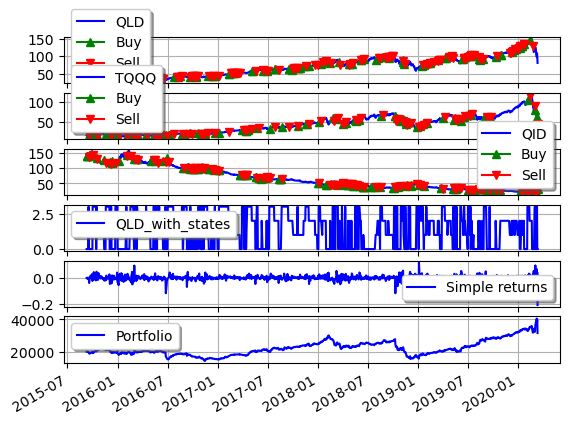 QLD
Buy
Sell
150
100
50
TQQQ
Buy
Sell
100
50
QID
Buy
Sell
150
100
50
QLD_with_states
2.5
0.0
Simple returns
0.0
−0.2
Portfolio
40000
20000
2015-07 2016-01 2016-07 2017-01 2017-07 2018-01 2018-07 2019-01 2019-07 2020-01